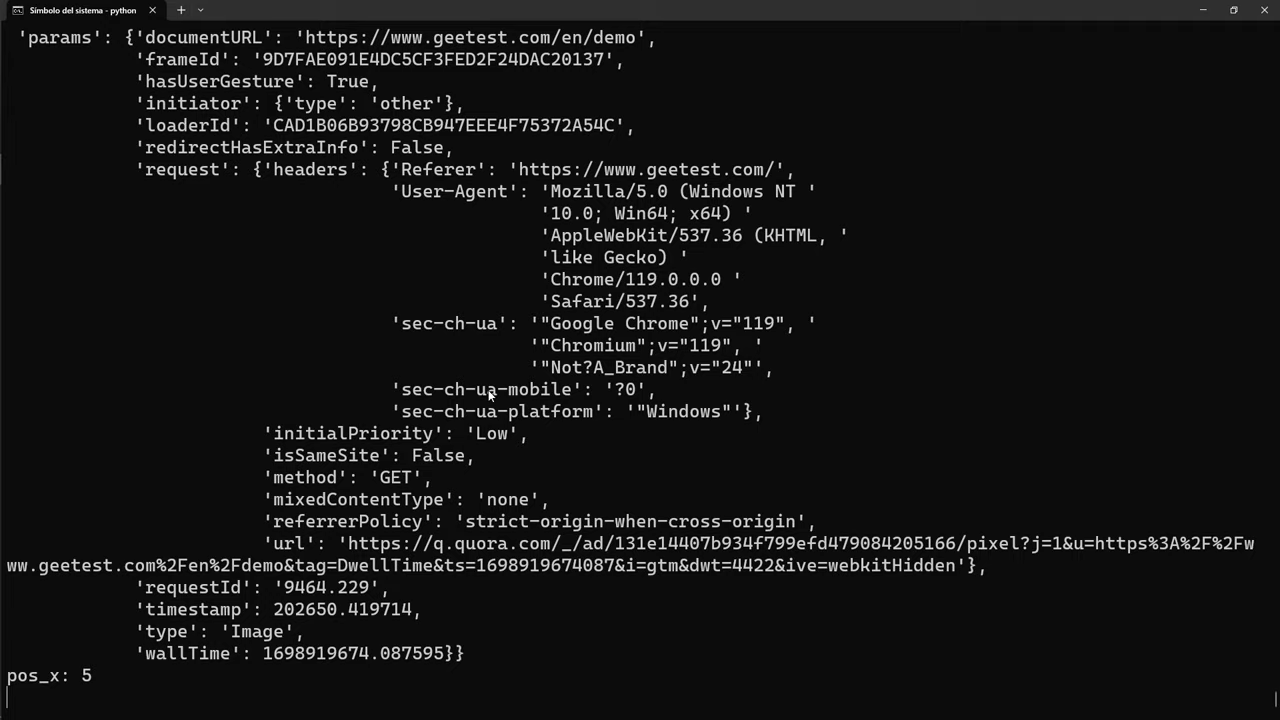 Símbolo del sistema - python
'params': {'documentURL': 'https://www.geetest.com/en/demo',
'frameId': '9D7FAE091E4DC5CF3FED2F24DAC20137',
'hasUserGesture': True,
'initiator': {'type': 'other'},
'loaderId': 'CAD1B06B93798CB947EEE4F75372A54C',
'redirectHasExtraInfo': False,
'request': {'headers': {'Referer': 'https://www.geetest.com/',
'User-Agent': 'Mozilla/5.0 (Windows NT '
'10.0; Win64; x64) '
'AppleWebKit/537.36 (KHTML, '
'like Gecko) '
'Chrome/119.0.0.0 '
'Safari/537.36',
'sec-ch-ua': '"Google Chrome";v="119", '
'"Chromium";v="119", '
'"Not?A_Brand";v="24"',
'sec-ch-ua-mobile': '?0',
'sec-ch-ua-platform': '"Windows"'},
'initialPriority': 'Low',
'isSameSite': False,
'method': 'GET',
'mixedContentType': 'none',
'referrerPolicy': 'strict-origin-when-cross-origin',
'url': 'https://q.quora.com/_/ad/131e14407b934f799efd479084205166/pixel?j=1&u=https%3A%2F%2Fw
ww.geetest.com%2Fen%2Fdemo&tag=DwellTime&ts=1698919674087&i=gtm&dwt=4422&ive=webkitHidden'},
'requestId': '9464.229',
'timestamp': 202650.419714,
'type': 'Image',
'wallTime': 1698919674.087595}}
pos_x: 5